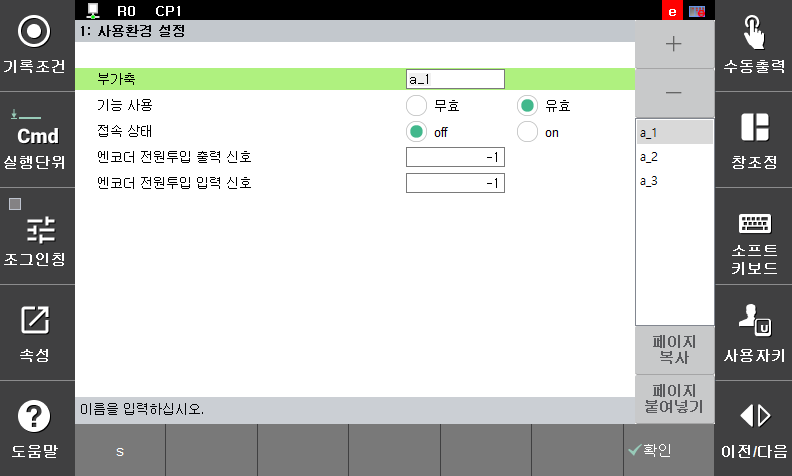 R0 CP1 e
1: 사용환경 설정
기록조건
Cmd
실행단위
조그인칭
속성
도움말
부가축 a_1
기능 사용 무효 유효
접속 상태 off on
엔코더 전원투입 출력 신호 -1
엔코더 전원투입 입력 신호 -1
이름을 입력하십시오.
+
−
a_1
a_2
a_3
페이지
복사
페이지
붙여넣기
수동출력
창조정
소프트
키보드
U
사용자키
이전/다음
s
확인